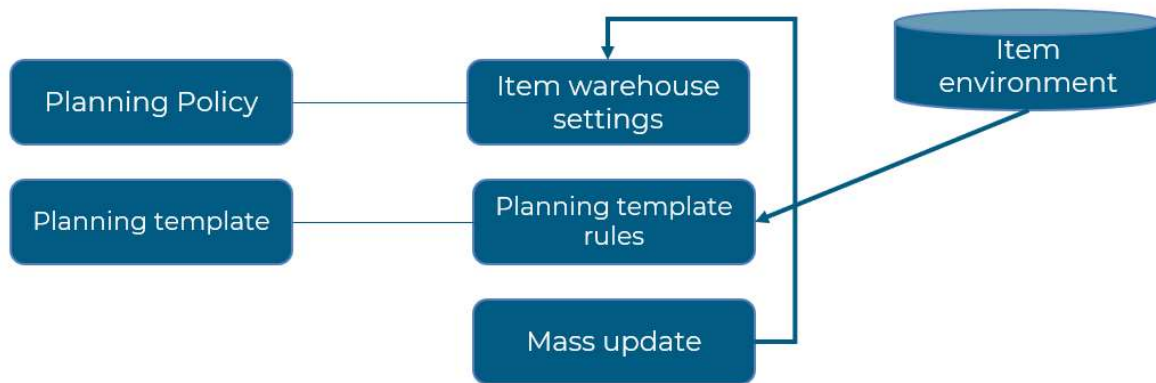 Planning Policy
Item warehouse
settings
Item
environment
Planning template
Planning template
rules
Mass update